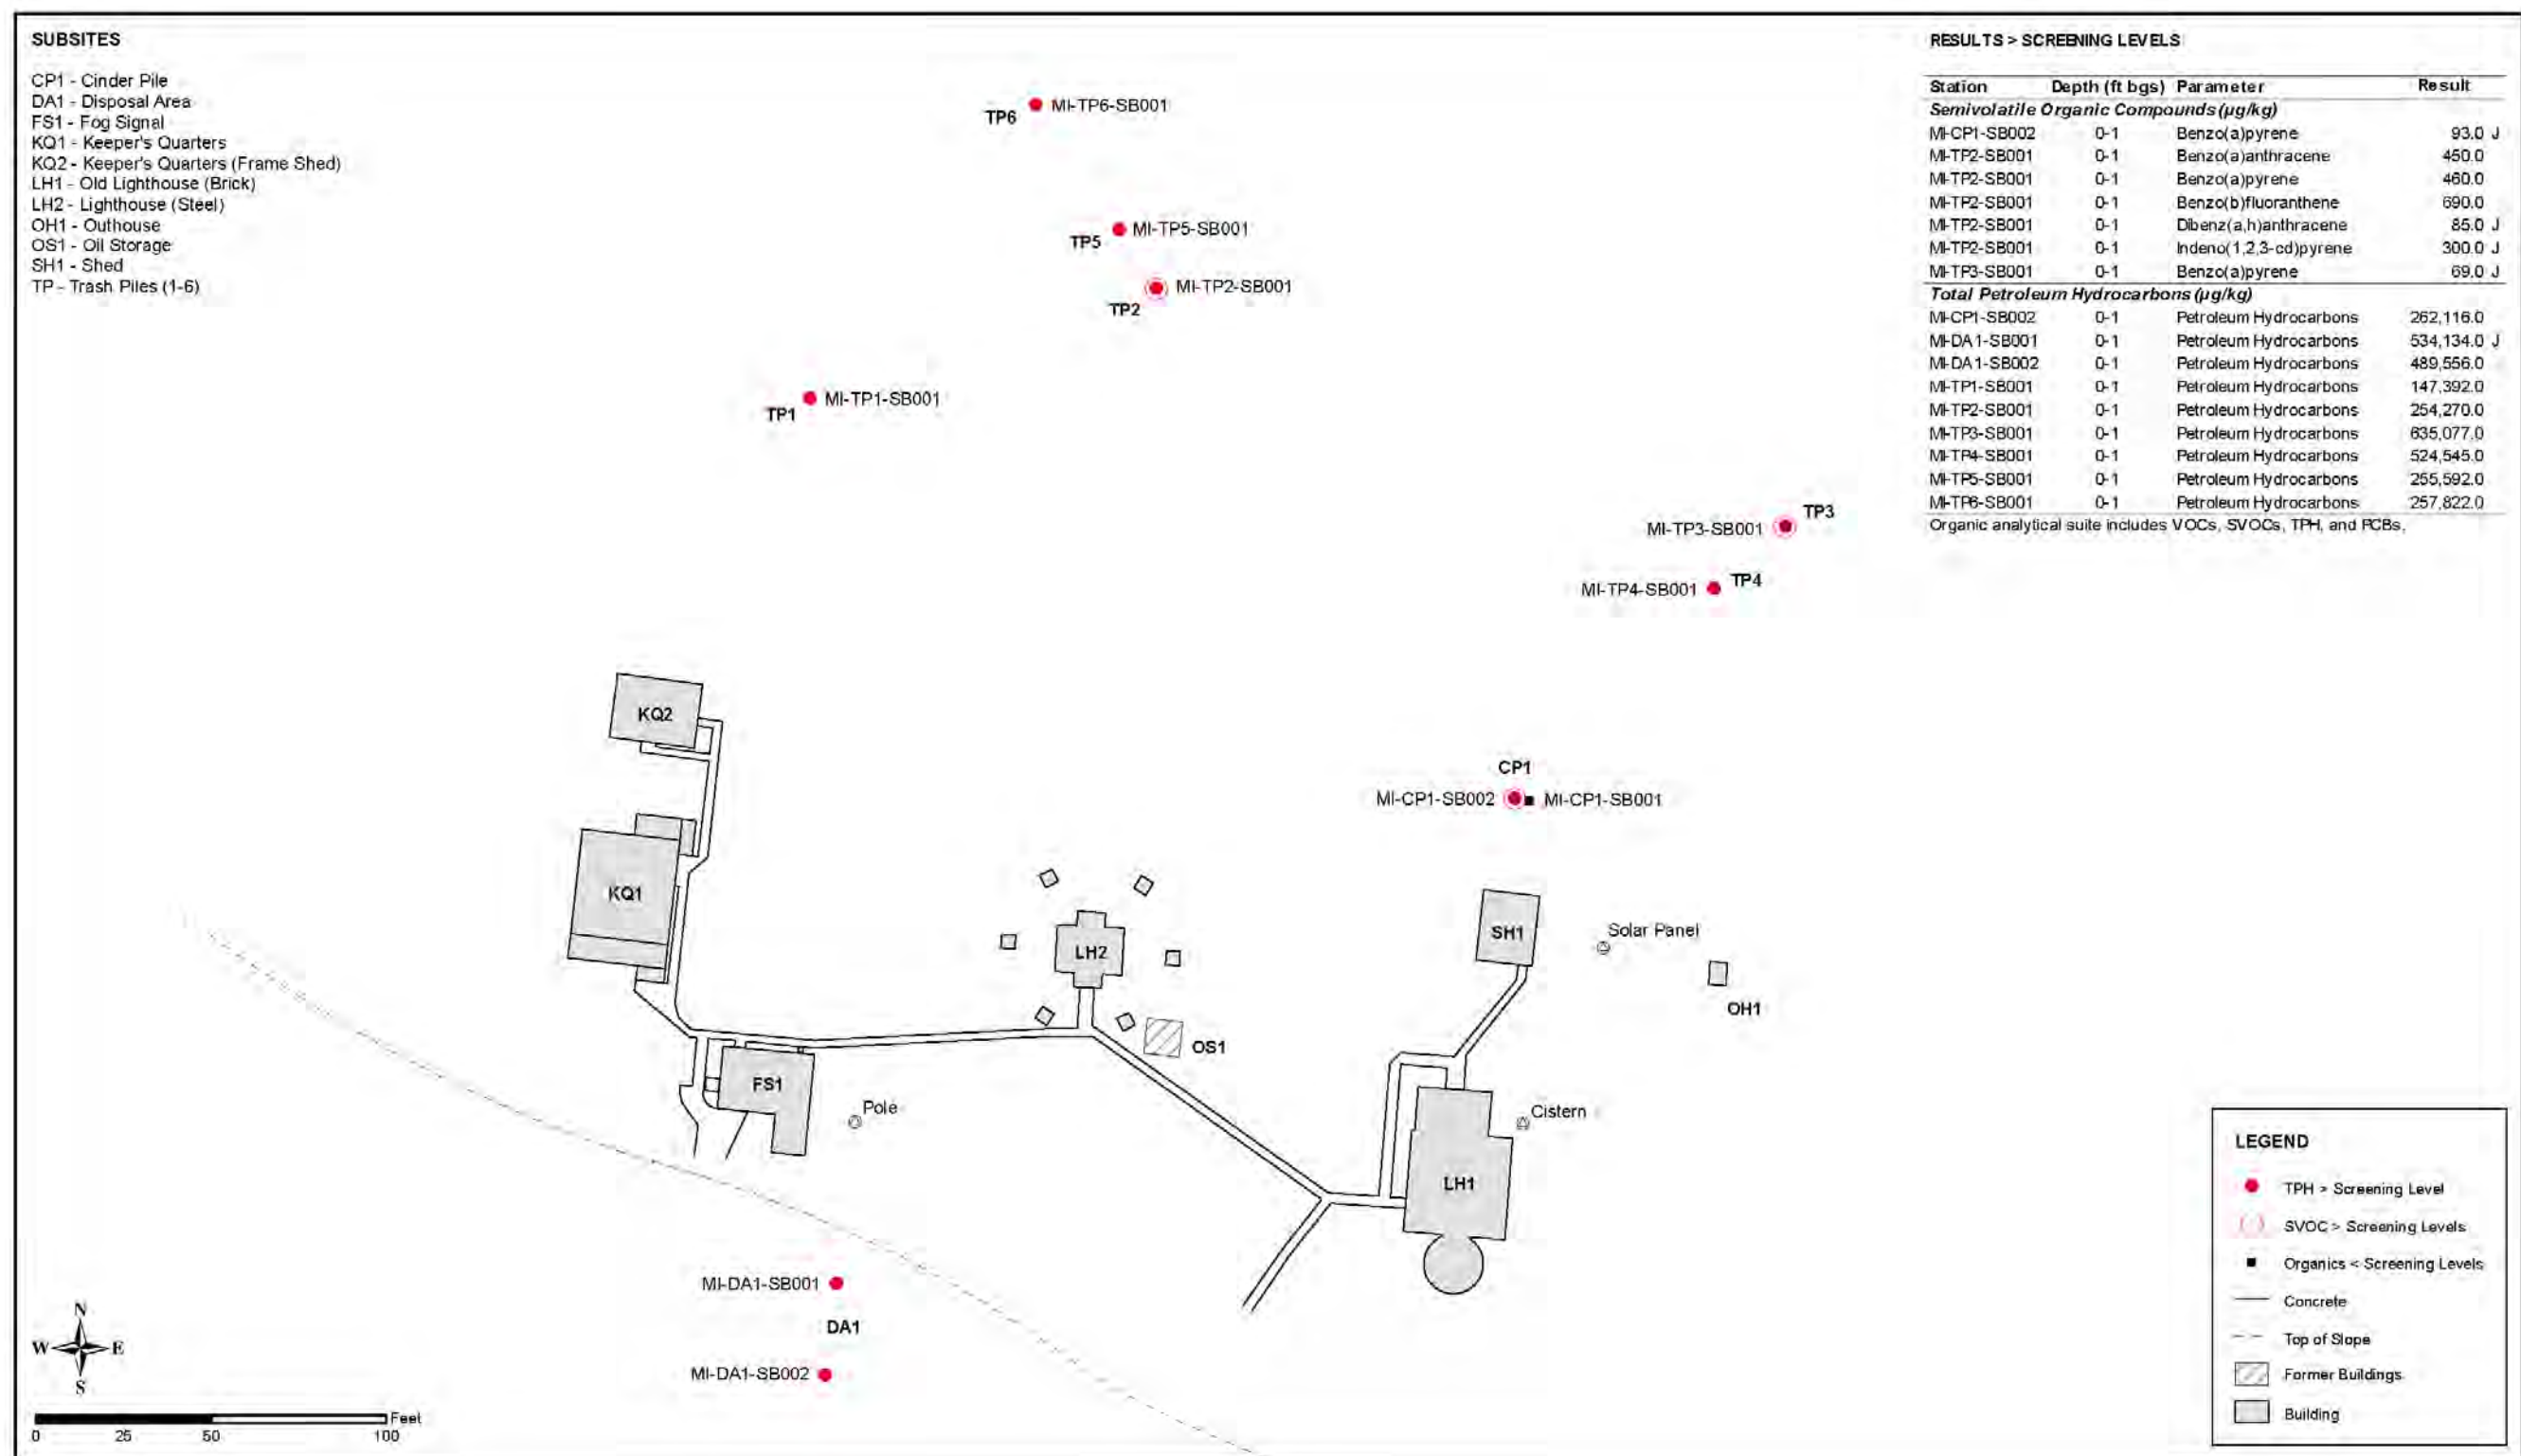 SUBSITES
CP1 - Cinder Pile
DA1 - Disposal Area
FS1 - Fog Signal
KQ1 - Keeper's Quarters
KQ2 - Keeper's Quarters (Frame Shed)
LH1 - Old Lighthouse (Brick)
LH2 - Lighthouse (Steel)
OH1 - Outhouse
OS1 - Oil Storage
SH1 - Shed
TP - Trash Piles (1-6)
RESULTS > SCREENING LEVELS
Station Depth (ft bgs) Parameter Result
Semivolatile Organic Compounds (µg/kg)
MI-CP1-SB002 0-1 Benzo(a)pyrene 93.0 J
MI-TP2-SB001 0-1 Benzo(a)anthracene 450.0
MI-TP2-SB001 0-1 Benzo(a)pyrene 460.0
MI-TP2-SB001 0-1 Benzo(b)fluoranthene 690.0
MI-TP2-SB001 0-1 Dibenz(a,h)anthracene 85.0 J
MI-TP2-SB001 0-1 Indeno(1,2,3-cd)pyrene 300.0 J
MI-TP3-SB001 0-1 Benzo(a)pyrene 69.0 J
Total Petroleum Hydrocarbons (µg/kg)
MI-CP1-SB002 0-1 Petroleum Hydrocarbons 262,116.0
MI-DA1-SB001 0-1 Petroleum Hydrocarbons 534,134.0 J
MI-DA1-SB002 0-1 Petroleum Hydrocarbons 489,556.0
MI-TP1-SB001 0-1 Petroleum Hydrocarbons 147,392.0
MI-TP2-SB001 0-1 Petroleum Hydrocarbons 254,270.0
MI-TP3-SB001 0-1 Petroleum Hydrocarbons 635,077.0
MI-TP4-SB001 0-1 Petroleum Hydrocarbons 524,545.0
MI-TP5-SB001 0-1 Petroleum Hydrocarbons 255,592.0
MI-TP6-SB001 0-1 Petroleum Hydrocarbons 257,822.0
Organic analytical suite includes VOCs, SVOCs, TPH, and PCBs.
MI-TP6-SB001
TP6
MI-TP5-SB001
TP5
MI-TP2-SB001
TP2
MI-TP1-SB001
TP1
TP3
MI-TP3-SB001
TP4
MI-TP4-SB001
KQ2
CP1
MI-CP1-SB002 MI-CP1-SB001
KQ1
LH2
SH1
Solar Panel
OH1
OS1
FS1
Pole
Cistern
LH1
MI-DA1-SB001
DA1
MI-DA1-SB002
N
W E
S
Feet
0 25 50 100
LEGEND
TPH > Screening Level
SVOC > Screening Levels
Organics < Screening Levels
Concrete
Top of Slope
Former Buildings
Building